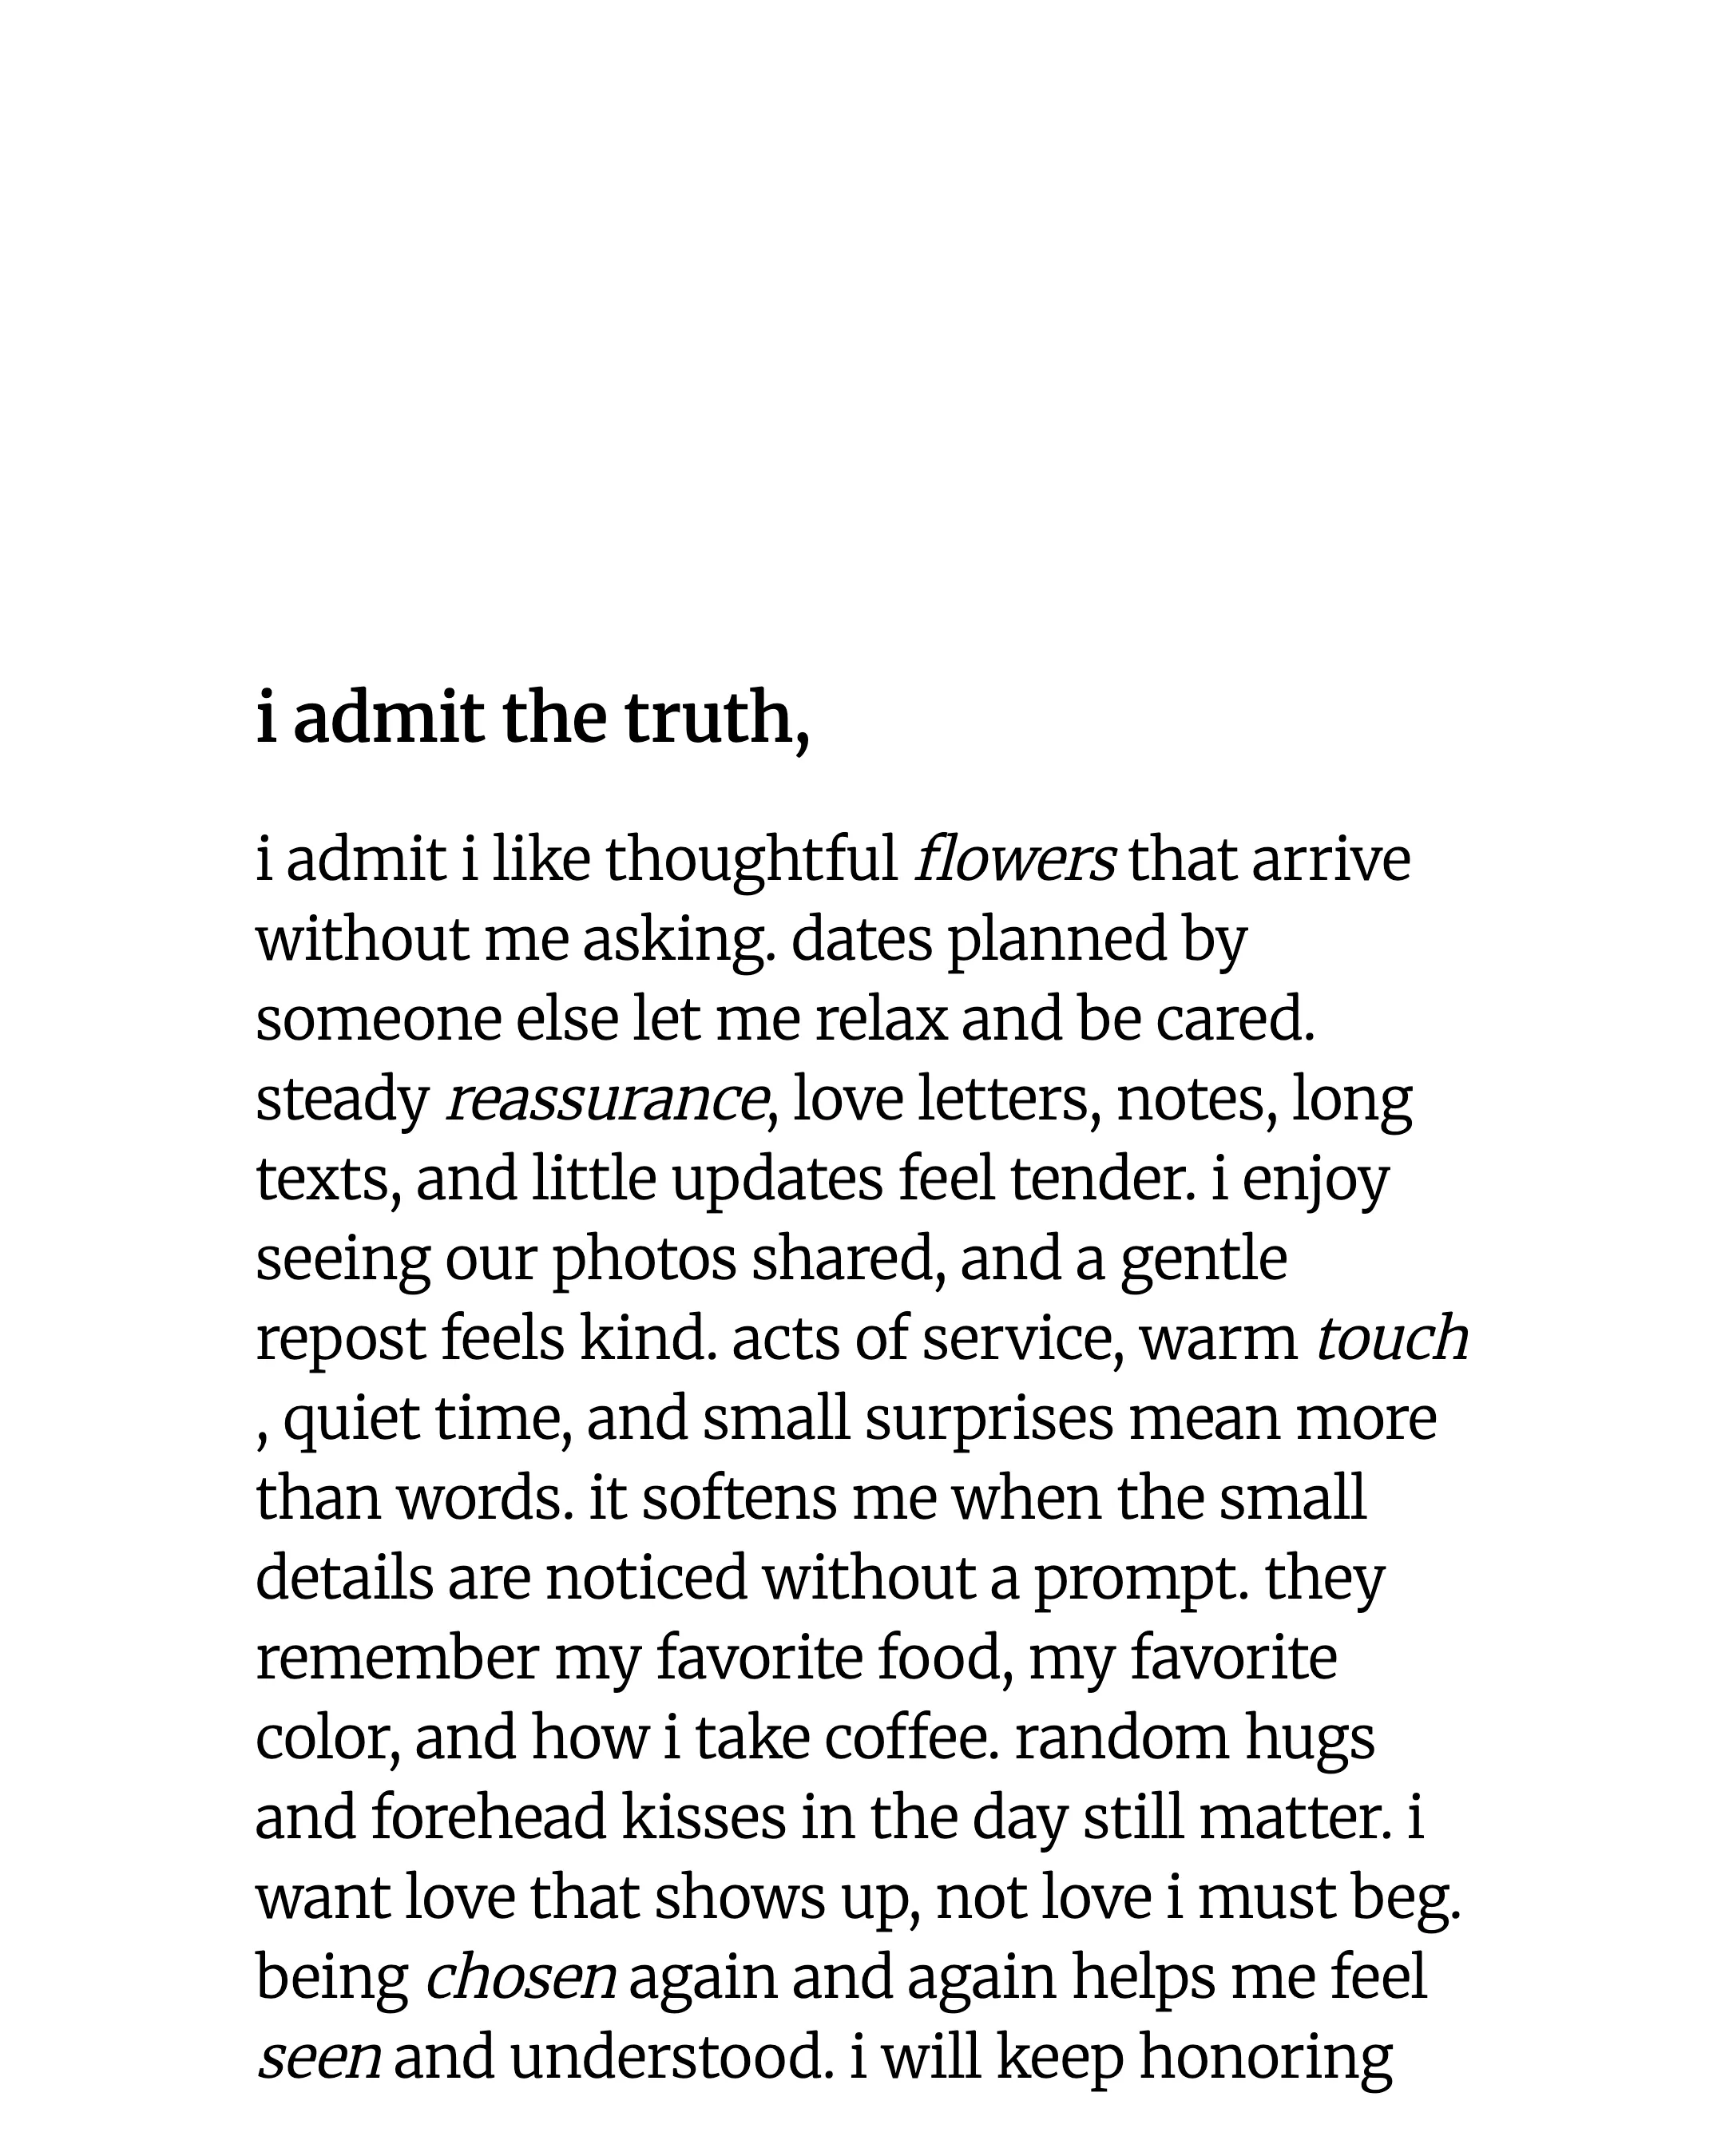 i admit the truth,
i admit i like thoughtful flowers that arrive
without me asking. dates planned by
someone else let me relax and be cared.
steady reassurance, love letters, notes, long
texts, and little updates feel tender. i enjoy
seeing our photos shared, and a gentle
repost feels kind. acts of service, warm touch
, quiet time, and small surprises mean more
than words. it softens me when the small
details are noticed without a prompt. they
remember my favorite food, my favorite
color, and how i take coffee. random hugs
and forehead kisses in the day still matter. i
want love that shows up, not love i must beg.
being chosen again and again helps me feel
seen and understood. i will keep honoring